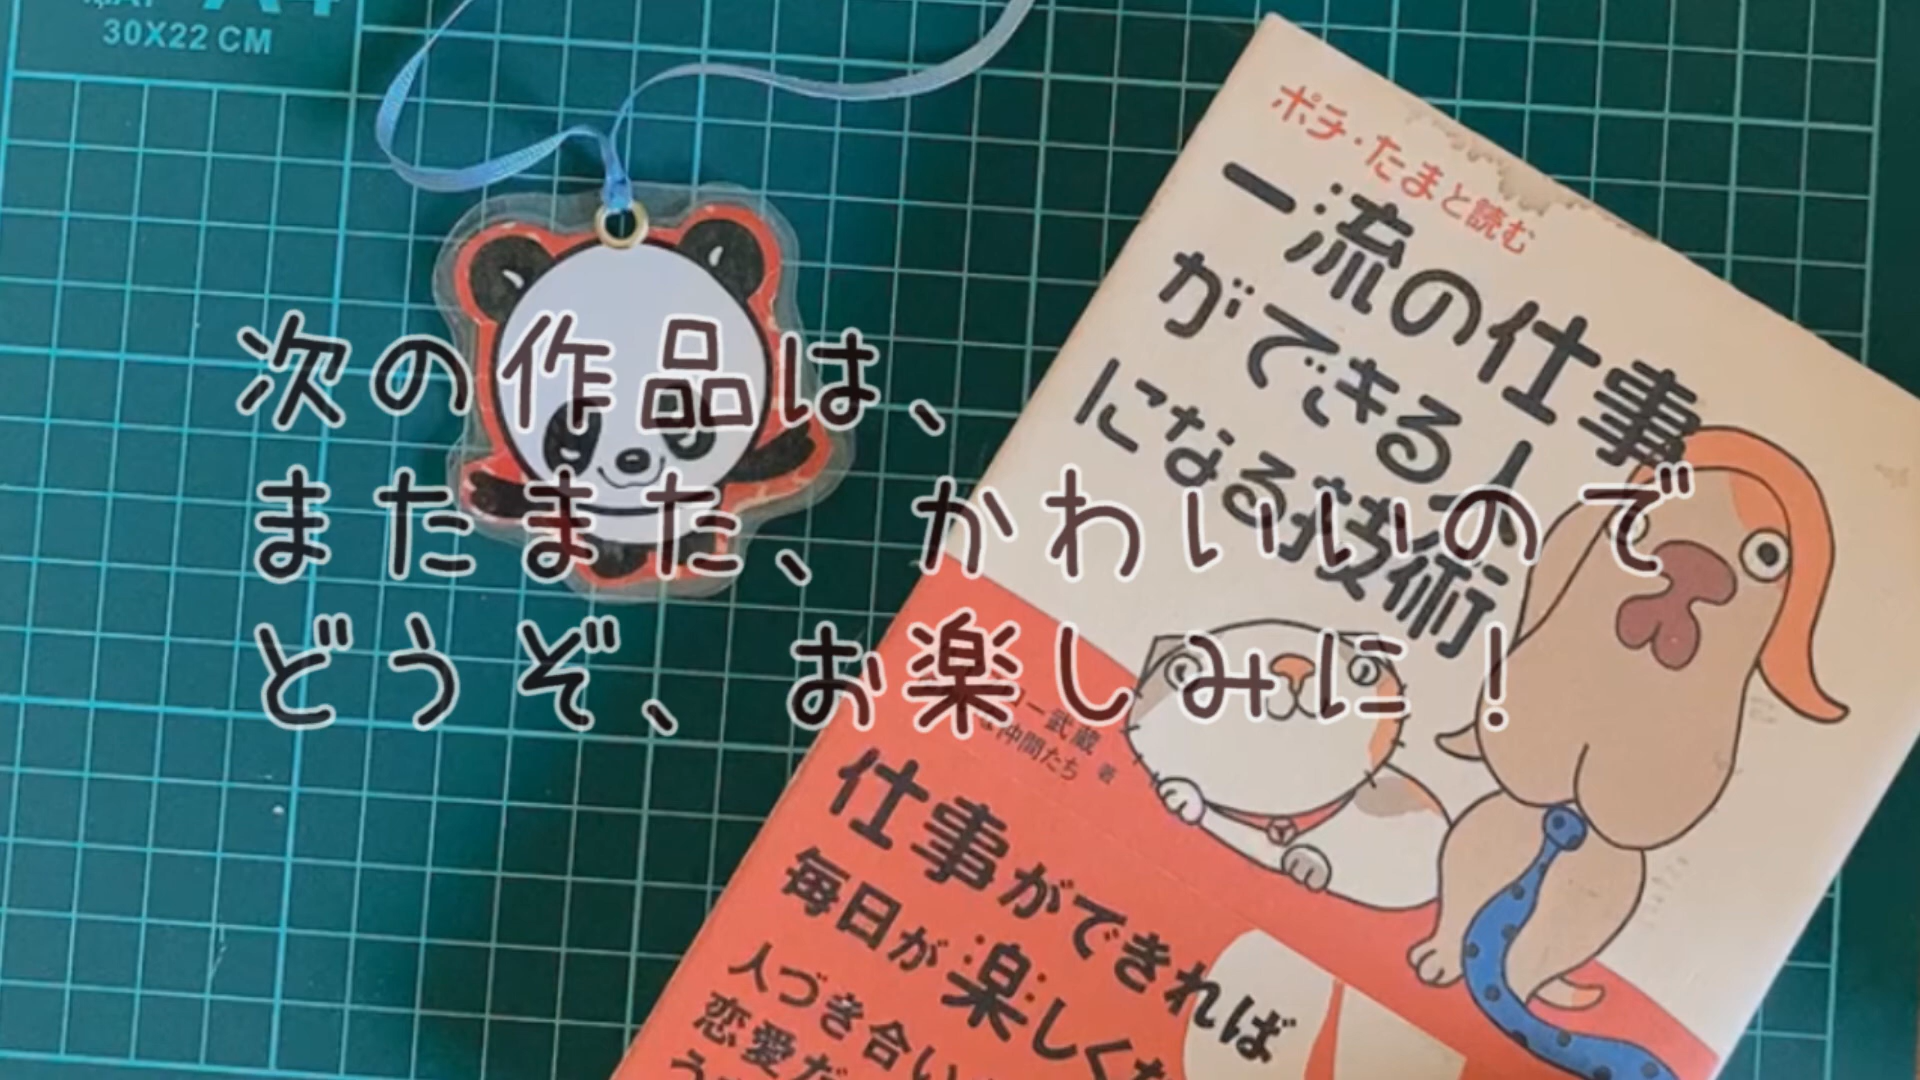 30X22 CM
次の作品は、
またまた、かわいいので
どうぞ、お楽しみに！
ポチ・たまと読む
一流の仕事
ができる人
になる技術
武蔵
仲間たち 著
仕事ができれば
毎日が楽しくな
人づき合い
恋愛だ